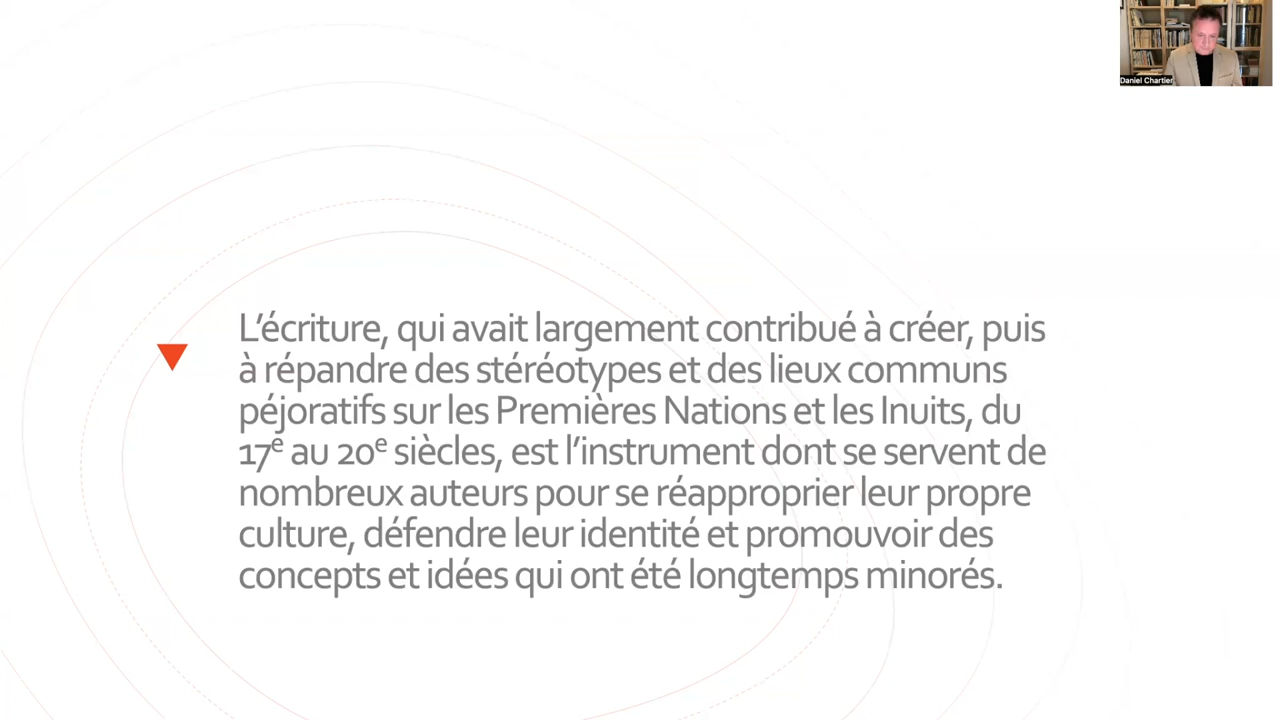 Daniel Chartier
L'écriture, qui avait largement contribué à créer, puis
à répandre des stéréotypes et des lieux communs
péjoratifs sur les Premières Nations et les Inuits, du
17e au 20e siècles, est l'instrument dont se servent de
nombreux auteurs pour se réapproprier leur propre
culture, défendre leur identité et promouvoir des
concepts et idées qui ont été longtemps minorés.